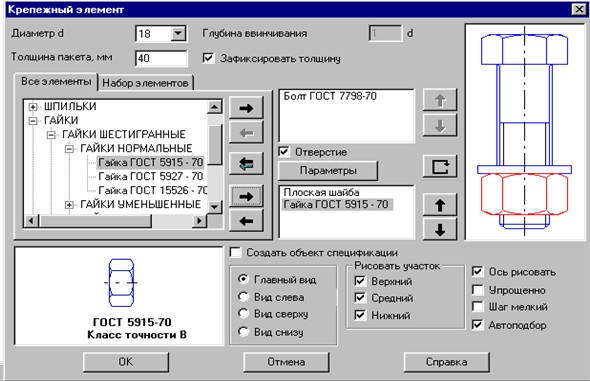 Крепежный элемент
Диаметр d
18
Глубина ввинчивания
1
d
Толщина пакета, мм
40
Зафиксировать толщину
Все элементы
Набор элементов
ШПИЛЬКИ
ГАЙКИ
ГАЙКИ ШЕСТИГРАННЫЕ
ГАЙКИ НОРМАЛЬНЫЕ
Гайка ГОСТ 5915 - 70
Гайка ГОСТ 5927 - 70
Гайка ГОСТ 15526 - 70
ГАЙКИ УМЕНЬШЕННЫЕ
Болт ГОСТ 7798-70
Отверстие
Параметры
Плоская шайба
Гайка ГОСТ 5915 - 70
ГОСТ 5915-70
Класс точности B
Создать объект спецификации
Главный вид
Вид слева
Вид сверху
Вид снизу
Рисовать участок
Верхний
Средний
Нижний
Ось рисовать
Упрощенно
Шаг мелкий
Автоподбор
OK
Отмена
Справка